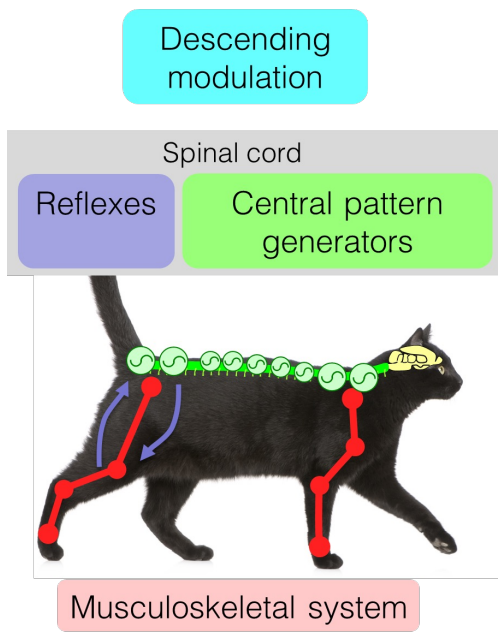 Descending
modulation
Spinal cord
Reflexes
Central pattern
generators
Musculoskeletal system